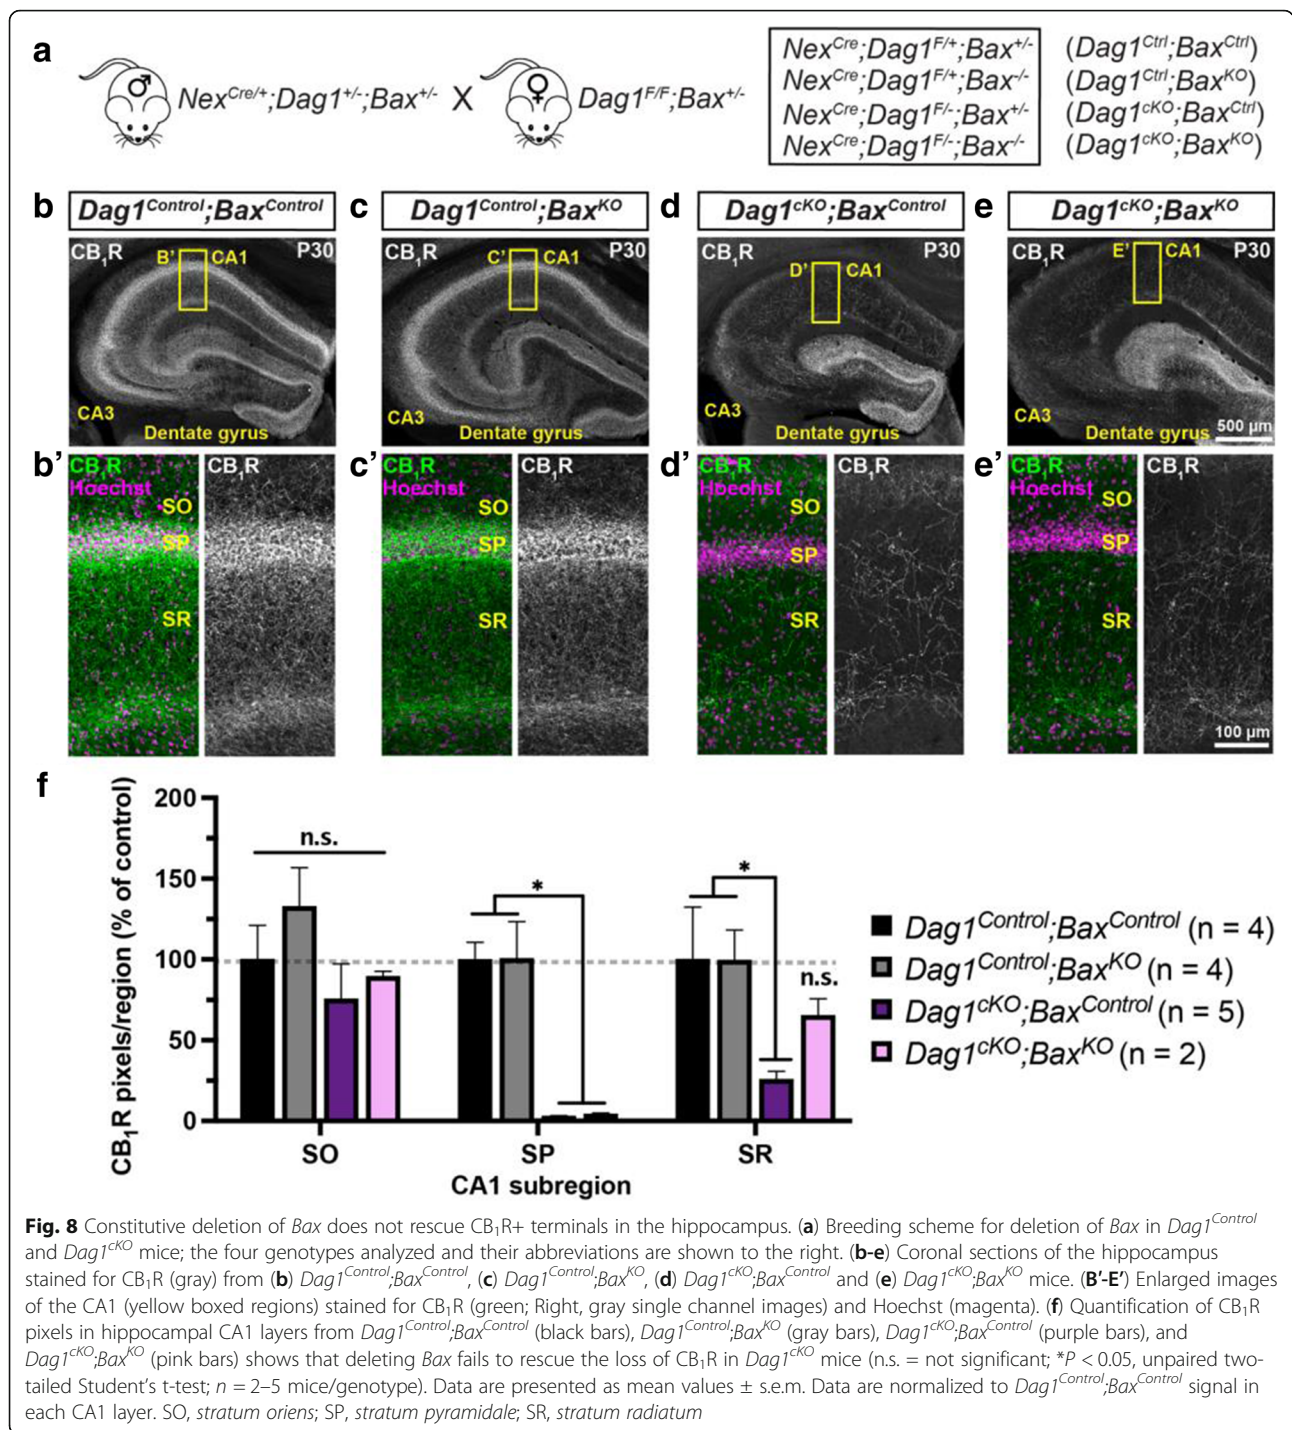 a
♂ Nex^Cre/+;Dag1^+/-;Bax^+/- X ♀ Dag1^F/F;Bax^+/-
Nex^Cre;Dag1^F/+;Bax^+/- (Dag1^Ctrl;Bax^Ctrl)
Nex^Cre;Dag1^F/+;Bax^-/- (Dag1^Ctrl;Bax^KO)
Nex^Cre;Dag1^F/-;Bax^+/- (Dag1^cKO;Bax^Ctrl)
Nex^Cre;Dag1^F/-;Bax^-/- (Dag1^cKO;Bax^KO)
b Dag1^Control;Bax^Control
CB₁R B' CA1 P30
CA3
Dentate gyrus
c Dag1^Control;Bax^KO
CB₁R C' CA1 P30
CA3
Dentate gyrus
d Dag1^cKO;Bax^Control
CB₁R P30
D' CA1
CA3
Dentate gyrus
e Dag1^cKO;Bax^KO
CB₁R E' CA1 P30
CA3
500 µm
Dentate gyrus
b' CB₁R CB₁R
Hoechst
SO
SP
SR
c' CB₁R CB₁R
Hoechst
SO
SP
SR
d' CB₁R CB₁R
Hoechst
SO
SP
SR
e' CB₁R CB₁R
Hoechst
SO
SP
SR
100 µm
f
CB₁R pixels/region (% of control)
200
150
100
50
0
n.s.
*
*
n.s.
SO SP SR
CA1 subregion
Dag1^Control;Bax^Control (n = 4)
Dag1^Control;Bax^KO (n = 4)
Dag1^cKO;Bax^Control (n = 5)
Dag1^cKO;Bax^KO (n = 2)
Fig. 8 Constitutive deletion of Bax does not rescue CB₁R+ terminals in the hippocampus. (a) Breeding scheme for deletion of Bax in Dag1^Control
and Dag1^cKO mice; the four genotypes analyzed and their abbreviations are shown to the right. (b-e) Coronal sections of the hippocampus
stained for CB₁R (gray) from (b) Dag1^Control;Bax^Control, (c) Dag1^Control;Bax^KO, (d) Dag1^cKO;Bax^Control and (e) Dag1^cKO;Bax^KO mice. (B'-E') Enlarged images
of the CA1 (yellow boxed regions) stained for CB₁R (green; Right, gray single channel images) and Hoechst (magenta). (f) Quantification of CB₁R
pixels in hippocampal CA1 layers from Dag1^Control;Bax^Control (black bars), Dag1^Control;Bax^KO (gray bars), Dag1^cKO;Bax^Control (purple bars), and
Dag1^cKO;Bax^KO (pink bars) shows that deleting Bax fails to rescue the loss of CB₁R in Dag1^cKO mice (n.s. = not significant; *P < 0.05, unpaired two-
tailed Student's t-test; n = 2–5 mice/genotype). Data are presented as mean values ± s.e.m. Data are normalized to Dag1^Control;Bax^Control signal in
each CA1 layer. SO, stratum oriens; SP, stratum pyramidale; SR, stratum radiatum